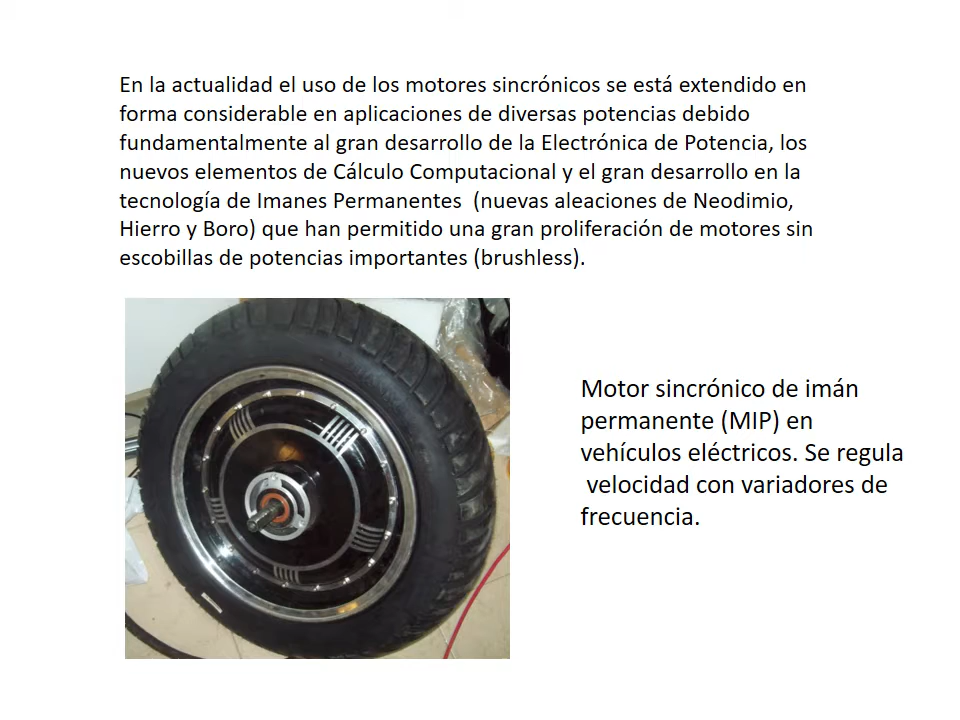 En la actualidad el uso de los motores sincrónicos se está extendido en
forma considerable en aplicaciones de diversas potencias debido
fundamentalmente al gran desarrollo de la Electrónica de Potencia, los
nuevos elementos de Cálculo Computacional y el gran desarrollo en la
tecnología de Imanes Permanentes  (nuevas aleaciones de Neodimio,
Hierro y Boro) que han permitido una gran proliferación de motores sin
escobillas de potencias importantes (brushless).
Motor sincrónico de imán
permanente (MIP) en
vehículos eléctricos. Se regula
velocidad con variadores de
frecuencia.